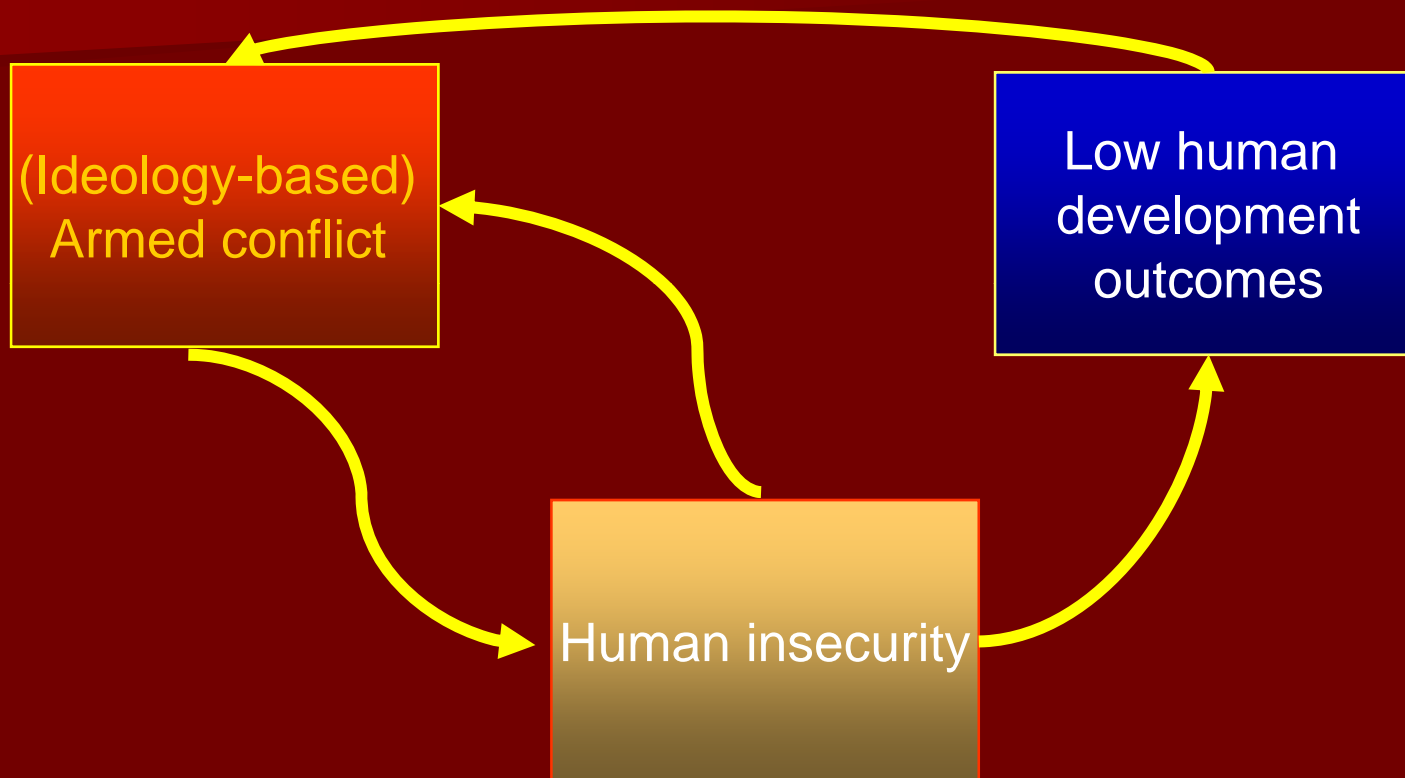 (Ideology-based)
Armed conflict
Low human
development
outcomes
Human insecurity